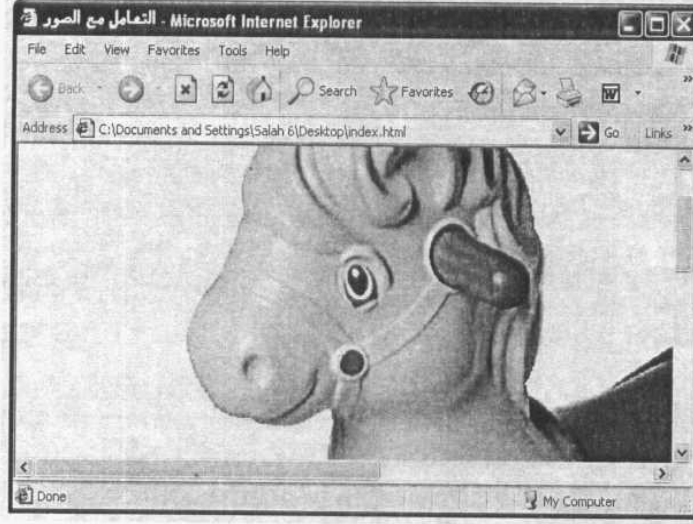 التعامل مع الصور - Microsoft Internet Explorer
File Edit View Favorites Tools Help
Back Search Favorites
Address C:\Documents and Settings\Salah 6\Desktop\index.html Go Links
Done My Computer